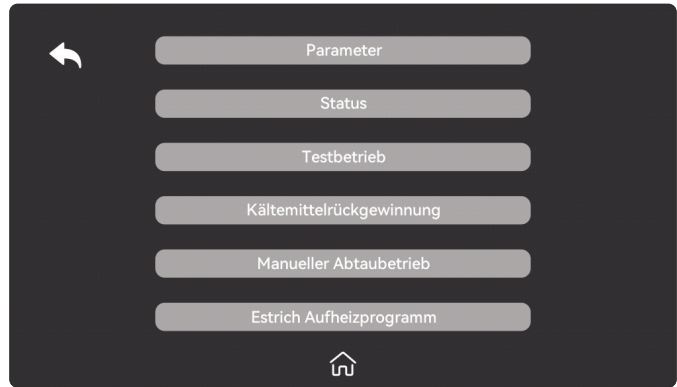 Parameter
Status
Testbetrieb
Kältemittelrückgewinnung
Manueller Abtaubetrieb
Estrich Aufheizprogramm